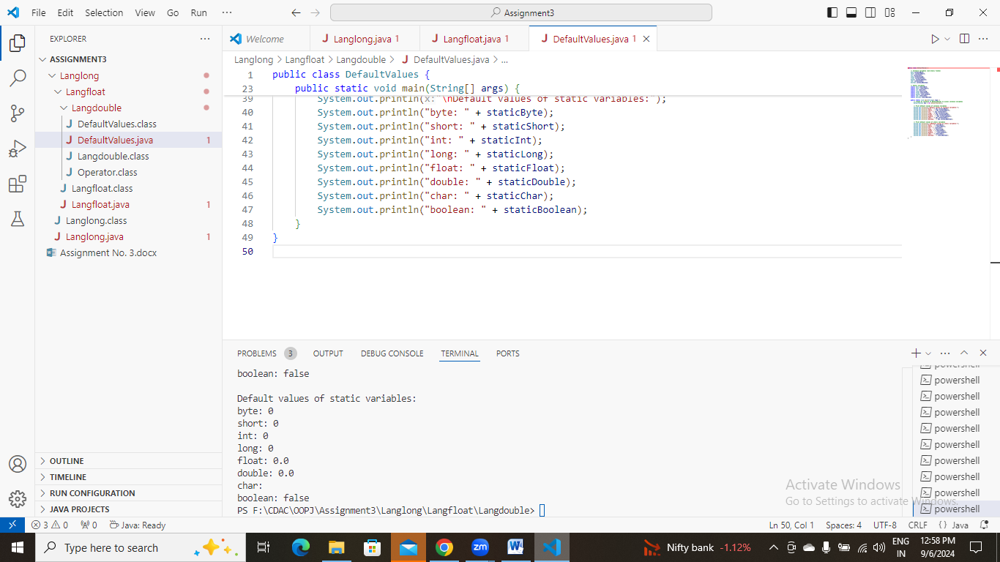 File Edit Selection View Go Run ··· Assignment3
EXPLORER ···
ASSIGNMENT3
Langlong
Langfloat
Langdouble
J DefaultValues.class
J DefaultValues.java 1
J Langdouble.class
J Operator.class
J Langfloat.class
J Langfloat.java 1
J Langlong.class
J Langlong.java 1
Assignment No. 3.docx
OUTLINE
TIMELINE
RUN CONFIGURATION
JAVA PROJECTS
Welcome J Langlong.java 1 J Langfloat.java 1 J DefaultValues.java 1
Langlong > Langfloat > Langdouble > J DefaultValues.java > ...
1 public class DefaultValues {
23 public static void main(String[] args) {
39 System.out.println(x: "\nDefault values of static variables:");
40 System.out.println("byte: " + staticByte);
41 System.out.println("short: " + staticShort);
42 System.out.println("int: " + staticInt);
43 System.out.println("long: " + staticLong);
44 System.out.println("float: " + staticFloat);
45 System.out.println("double: " + staticDouble);
46 System.out.println("char: " + staticChar);
47 System.out.println("boolean: " + staticBoolean);
48 }
49 }
50
PROBLEMS 3 OUTPUT DEBUG CONSOLE TERMINAL PORTS
boolean: false
Default values of static variables:
byte: 0
short: 0
int: 0
long: 0
float: 0.0
double: 0.0
char:
boolean: false
PS F:\CDAC\OOPJ\Assignment3\Langlong\Langfloat\Langdouble>
powershell
powershell
powershell
powershell
powershell
powershell
powershell
powershell
powershell
powershell
Activate Windows
Go to Settings to activate Windows.
3 0 0 Java: Ready Ln 50, Col 1 Spaces: 4 UTF-8 CRLF {} Java
Type here to search
zm
W
Nifty bank -1.12%
ENG
IN
12:58 PM
9/6/2024